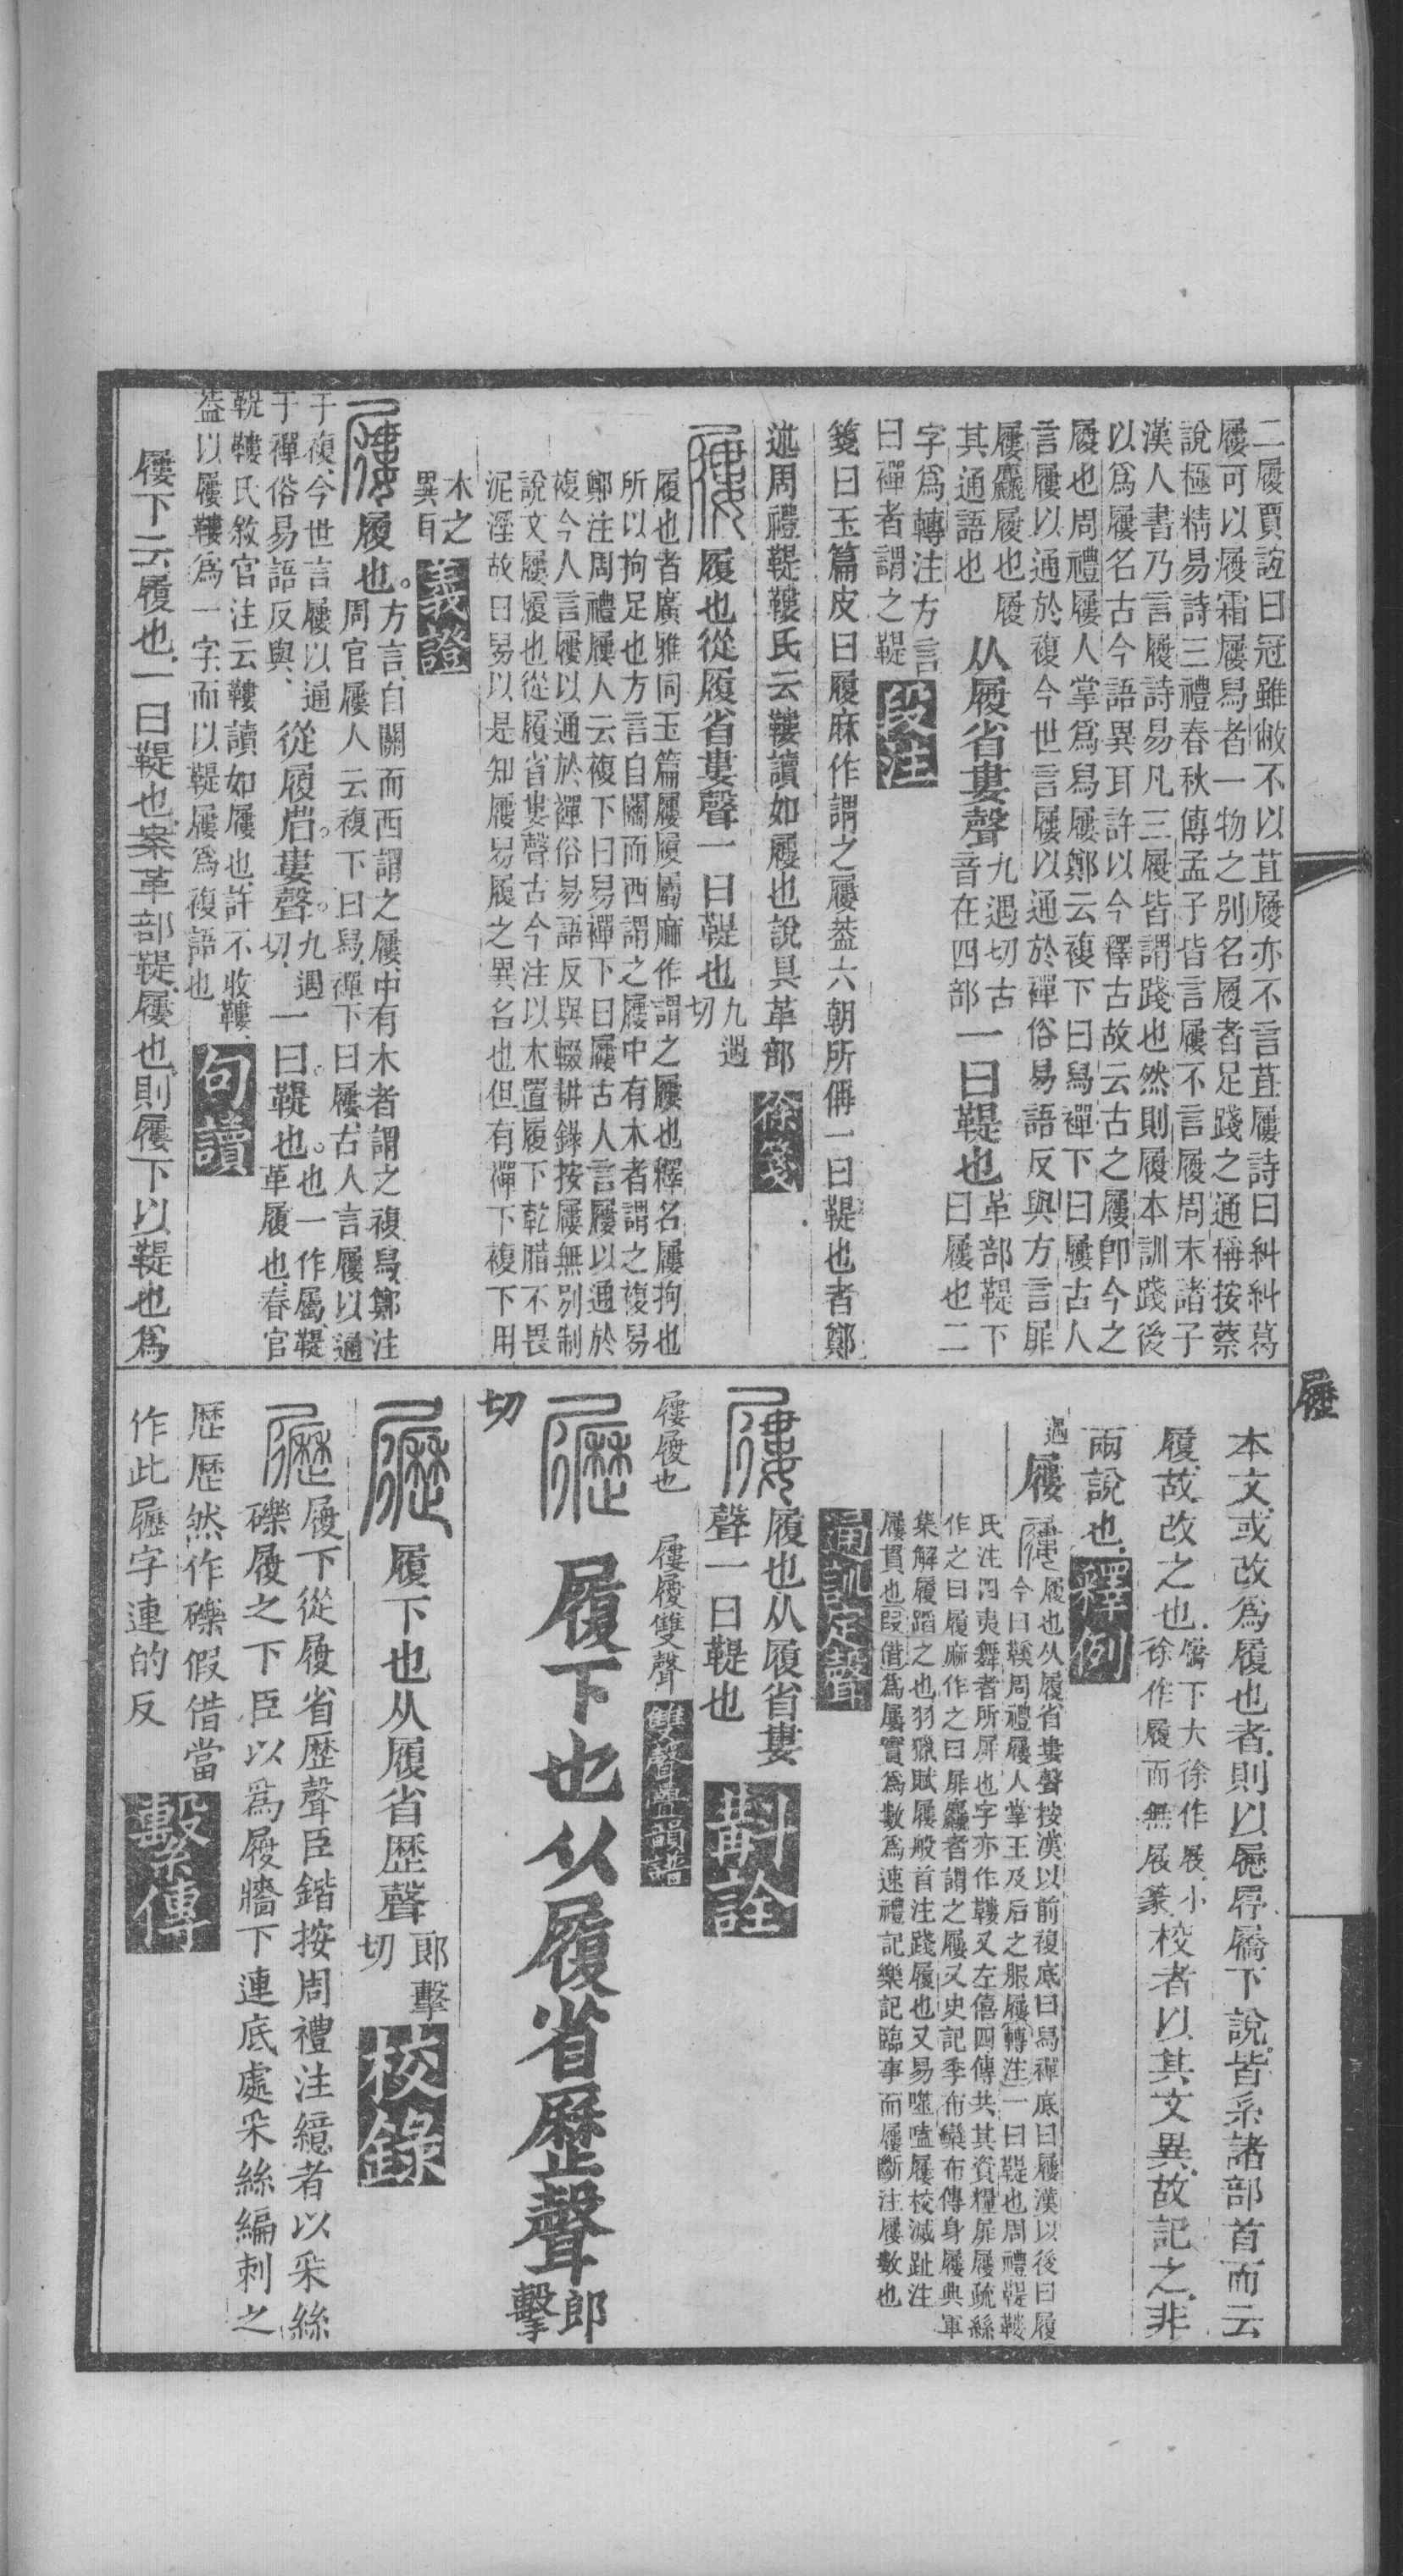 二屨賈誼曰冠雖敝不以苴履亦不言苴屨詩曰糾糾葛
屨可以履霜屨舄者一物之別名履者足踐之通稱按蔡
說極精易詩三禮春秋傳孟子皆言屨不言履周末諸子
漢人書乃言履詩易凡三履皆謂踐也然則履本訓踐後
以爲屨名古今語異耳許以今釋古故云古之屨卽今之
履也周禮屨人掌爲舄屨鄭云複下曰舄襌下曰屨古人
言屨以通於複今世言屨以通於襌俗易語反與方言扉
屨麤履也履
其通語也
从履省婁聲
九遇切古
音在四部
一曰鞮也
革部鞮下
曰屨也二
字爲轉注方言
曰襌者謂之鞮
段注
箋曰玉篇皮曰履麻作謂之屨葢六朝所偁一曰鞮也者鄭
述周禮鞮鞻氏云鞻讀如屨也說具革部
徐箋
屨
履也從履省婁聲一曰鞮也
九遇
切
履也者廣雅同玉篇屨履屬麻作謂之屨也釋名屨拘也
所以拘足也方言自關而西謂之屨中有木者謂之複舄
鄭注周禮屨人云複下曰舄襌下曰屨古人言屨以通於
複今人言屨以通於襌俗易語反與輟耕錄按屨無別制
說文屨履也從履省婁聲古今注以木置履下乾腊不畏
泥溼故曰舄以是知屨舄履之異名也但有襌下複下用
木之
異耳
義證
屨
履也。
方言、自關而西謂之屨、中有木者謂之複舄、鄭注
周官屨人云複下曰舄、襌下曰屨、古人言屨以通
于複、今世言屨以通
于襌俗易語反與、
從履省。婁聲。
九遇
切、
一曰鞮也。
也一作屬、鞮
革履也、春官
鞮鞻氏敘官注云鞻讀如屨也、許不收鞻、
葢以屨鞻爲一字、而以鞮屨爲複語也
句讀
屨下云履也、一曰鞮也、案革部鞮、屨也、則屨下以鞮也爲
本文、或改爲履也者、則以屣屛屩下說、皆系諸部首而云
履、故改之也、
屩下大徐作屐、小
徐作履而無屐篆、
校者以其文異、故記之、非
兩說也、
釋例
遇
屨
屨
履也从履省婁聲按漢以前複底曰舄襌底曰屨漢以後曰履
今曰鞵周禮屨人掌王及后之服屨轉注一曰鞮也周禮鞮鞻
氏注四夷舞者所屝也字亦作鞻又左僖四傳共其資糧屝屨疏絲
作之曰履麻作之曰屝麤者謂之屨又史記季布欒布傳身屨典軍
集解履蹈之也羽獵賦屨般首注踐履也又易噬嗑屨校滅趾注
屨貫也叚借爲屬實爲數爲速禮記樂記臨事而屨斷注屨數也
通訓定聲
屨
履也从履省婁
聲一曰鞮也
斠詮
屨履也　屨履雙聲
雙聲疊韻譜
履下也从履省歷聲
郎擊
切
履下也从履省歷聲
郎擊
切
校錄
履下從履省歷聲臣鍇按周禮注繶者以采絲
礫履之下臣以爲履牆下連底處采絲編刺之
歷歷然作礫假借當
作此㞕字連的反
繫傳
屨